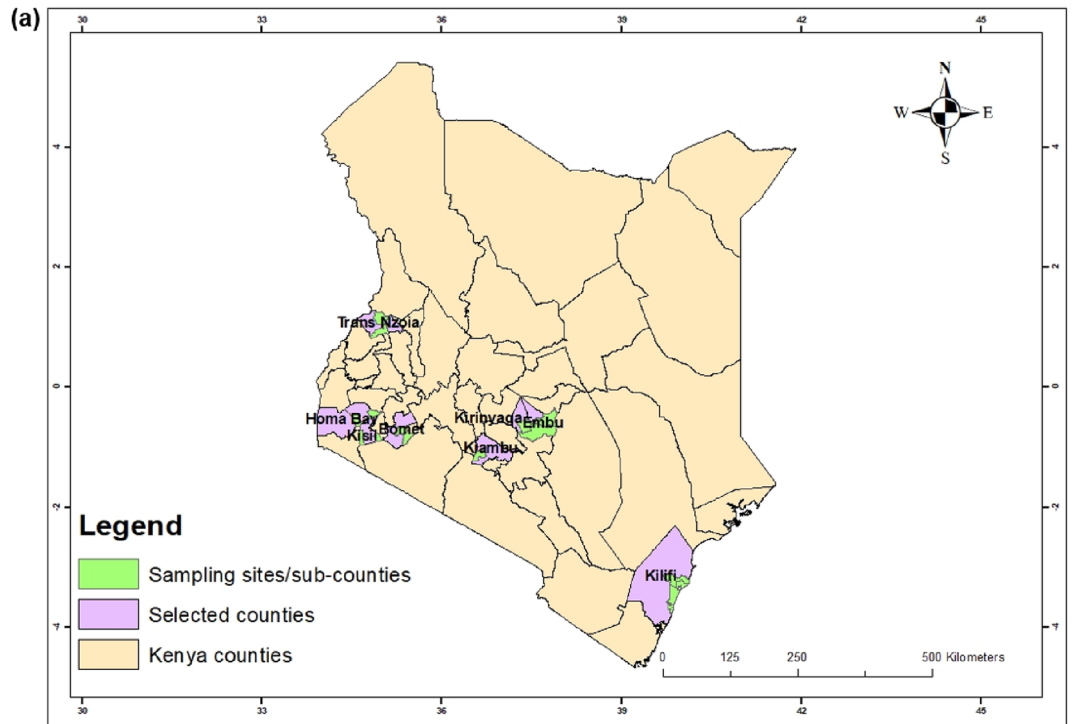 (a)
30 33 36 39 42 45
N
W E
S
4 4
2 2
Trans Nzoia
0 0
Homa Bay
Kisii
Bomet
Kirinyaga
Embu
Kiambu
-2 -2
Legend
Sampling sites/sub-counties
Selected counties
Kenya counties
Kilifi
-4 -4
0 125 250 500 Kilometers
30 33 36 39 42 45